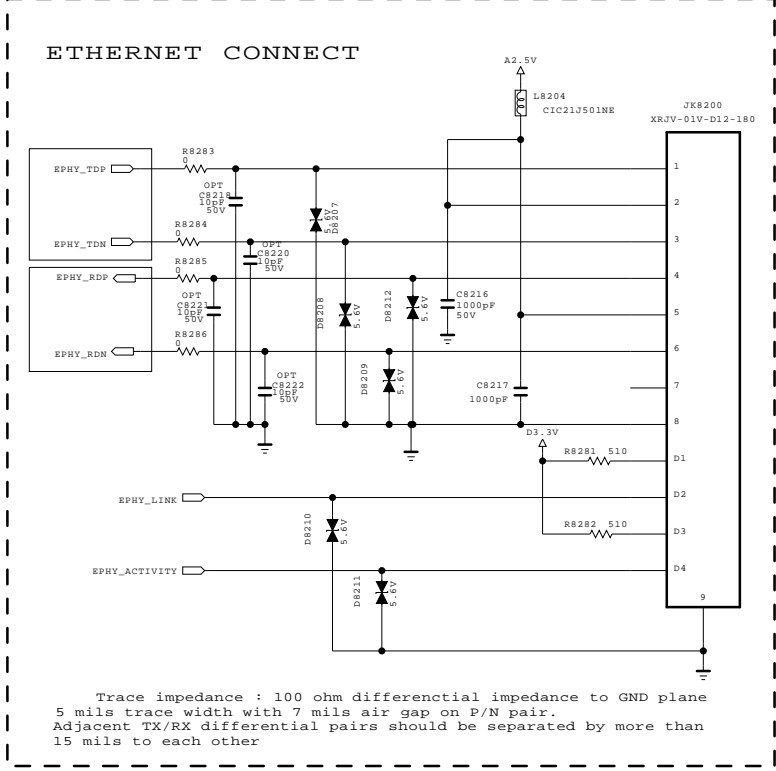 ETHERNET CONNECT
A2.5V
L8204
CIC21J501NE
JK8200
XRJV-01V-D12-180
R8283
0
EPHY_TDP
1
OPT
C8218
10pF
50V
D8207
5.6V
2
R8284
0
EPHY_TDN
3
OPT
C8220
10pF
50V
R8285
0
EPHY_RDP
4
OPT
C8221
10pF
50V
D8208
5.6V
D8212
5.6V
C8216
1000pF
50V
5
R8286
0
EPHY_RDN
6
D8209
5.6V
OPT
C8222
10pF
50V
C8217
1000pF
7
8
D3.3V
R8281 510
D1
EPHY_LINK
D2
D8210
5.6V
R8282 510
D3
EPHY_ACTIVITY
D4
D8211
5.6V
9
Trace impedance : 100 ohm differenctial impedance to GND plane
5 mils trace width with 7 mils air gap on P/N pair.
Adjacent TX/RX differential pairs should be separated by more than
15 mils to each other